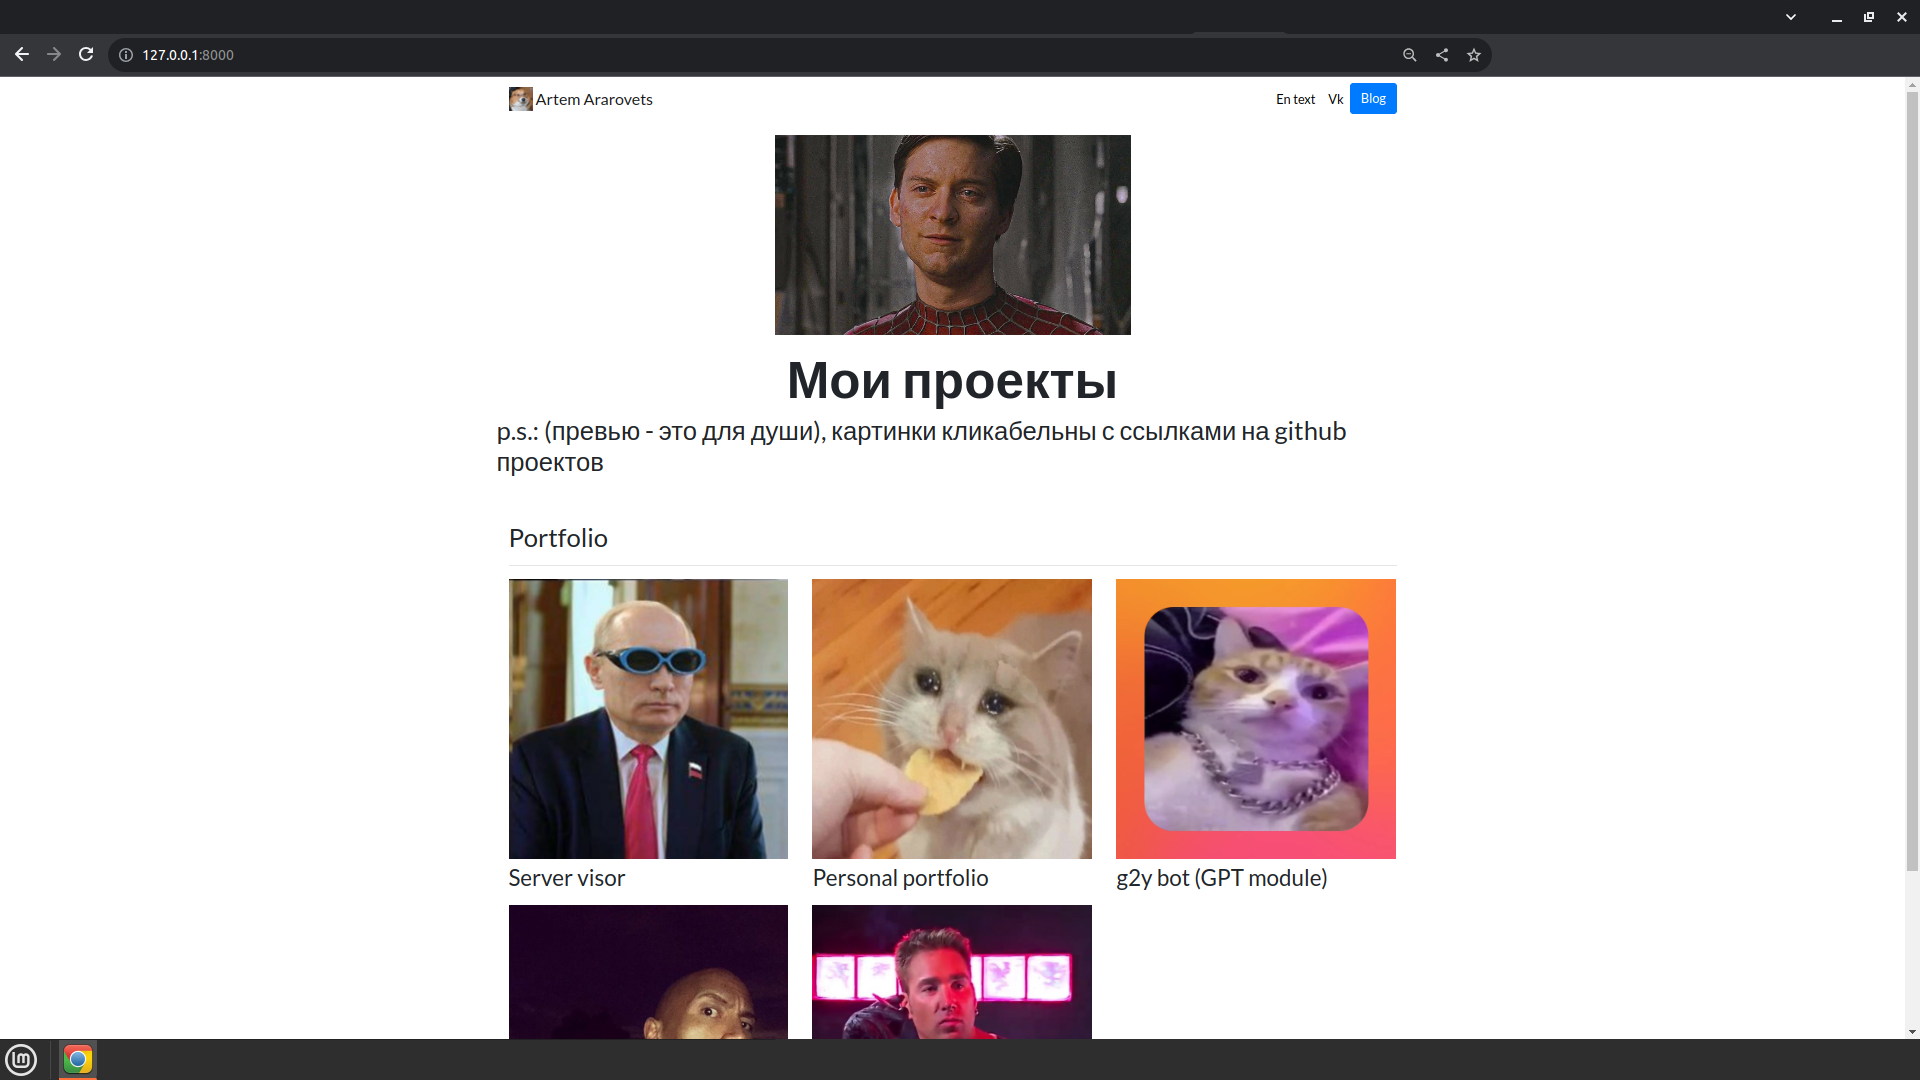 127.0.0.1:8000
Artem Ararovets
En text Vk Blog
Мои проекты
p.s.: (превью - это для души), картинки кликабельны с ссылками на github
проектов
Portfolio
Server visor
Personal portfolio
g2y bot (GPT module)